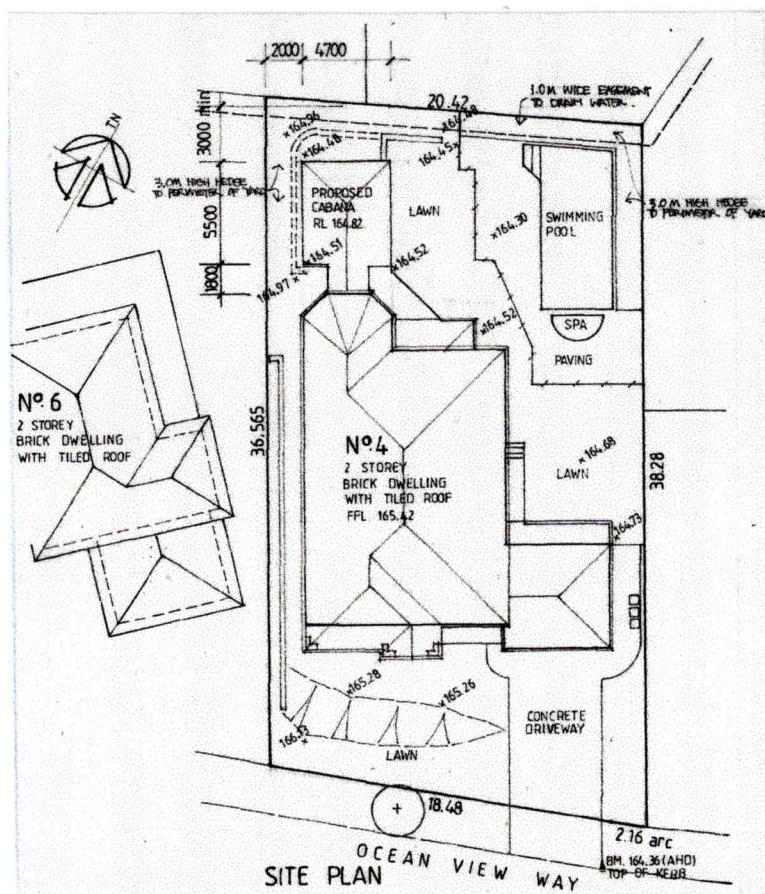 2000
4700
1.0M WIDE EASEMENT
TO DRAIN WATER.
20.42
TN
3000 min
×164.96
×164.48
164.48
164.45×
3.0M HIGH HEDGE
TO PERIMETER OF YARD
PROPOSED
CABANA
RL 164.82
LAWN
×164.30
SWIMMING
POOL
3.0M HIGH HEDGE
TO PERIMETER OF YARD
5500
1800
×164.51
164.97
×164.52
×164.52
SPA
PAVING
Nº.6
2 STOREY
BRICK DWELLING
WITH TILED ROOF
36.565
Nº.4
2 STOREY
BRICK DWELLING
WITH TILED ROOF
FFL 165.42
×164.68
LAWN
38.28
×164.73
×165.28
×165.26
166.33
×
LAWN
CONCRETE
DRIVEWAY
+
18.48
2.16 arc
BM. 164.36(AHD)
TOP OF KERB
OCEAN VIEW WAY
SITE PLAN